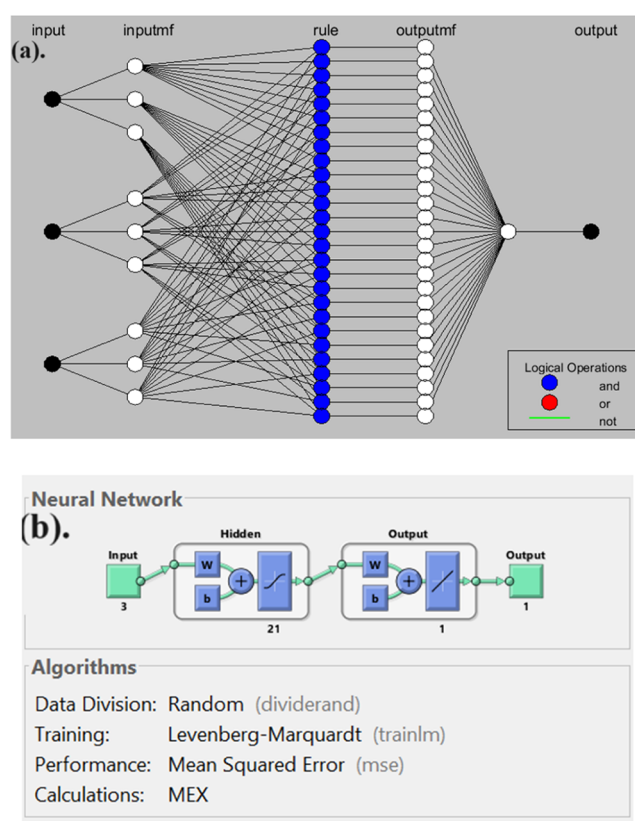 input inputmf rule outputmf output
(a).
Logical Operations
and
or
not
Neural Network
(b).
Hidden Output
Input Output
W W
b b
3 21 1 1
Algorithms
Data Division: Random (dividerand)
Training: Levenberg-Marquardt (trainlm)
Performance: Mean Squared Error (mse)
Calculations: MEX